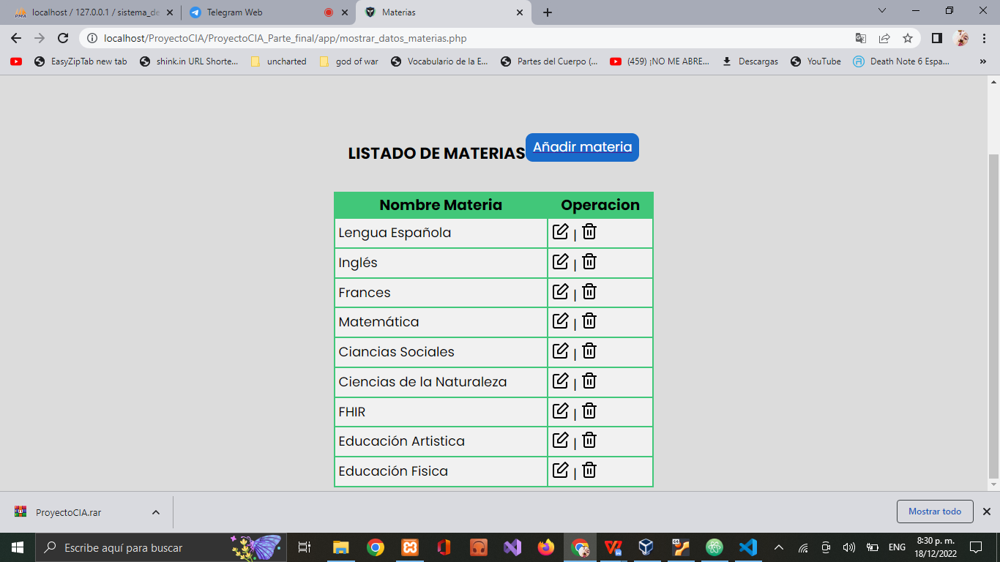 localhost / 127.0.0.1 / sistema_de
Telegram Web
Materias
localhost/ProyectoCIA/ProyectoCIA_Parte_final/app/mostrar_datos_materias.php
EasyZipTab new tab
shink.in URL Shorte...
uncharted
god of war
Vocabulario de la E...
Partes del Cuerpo (...
(459) ¡NO ME ABRE...
Descargas
YouTube
Death Note 6 Espa...
»
LISTADO DE MATERIAS
Añadir materia
Nombre Materia Operacion
Lengua Española |
Inglés |
Frances |
Matemática |
Ciancias Sociales |
Ciencias de la Naturaleza |
FHIR |
Educación Artistica |
Educación Fisica |
ProyectoCIA.rar
Mostrar todo
Escribe aquí para buscar
ENG
8:30 p. m.
18/12/2022